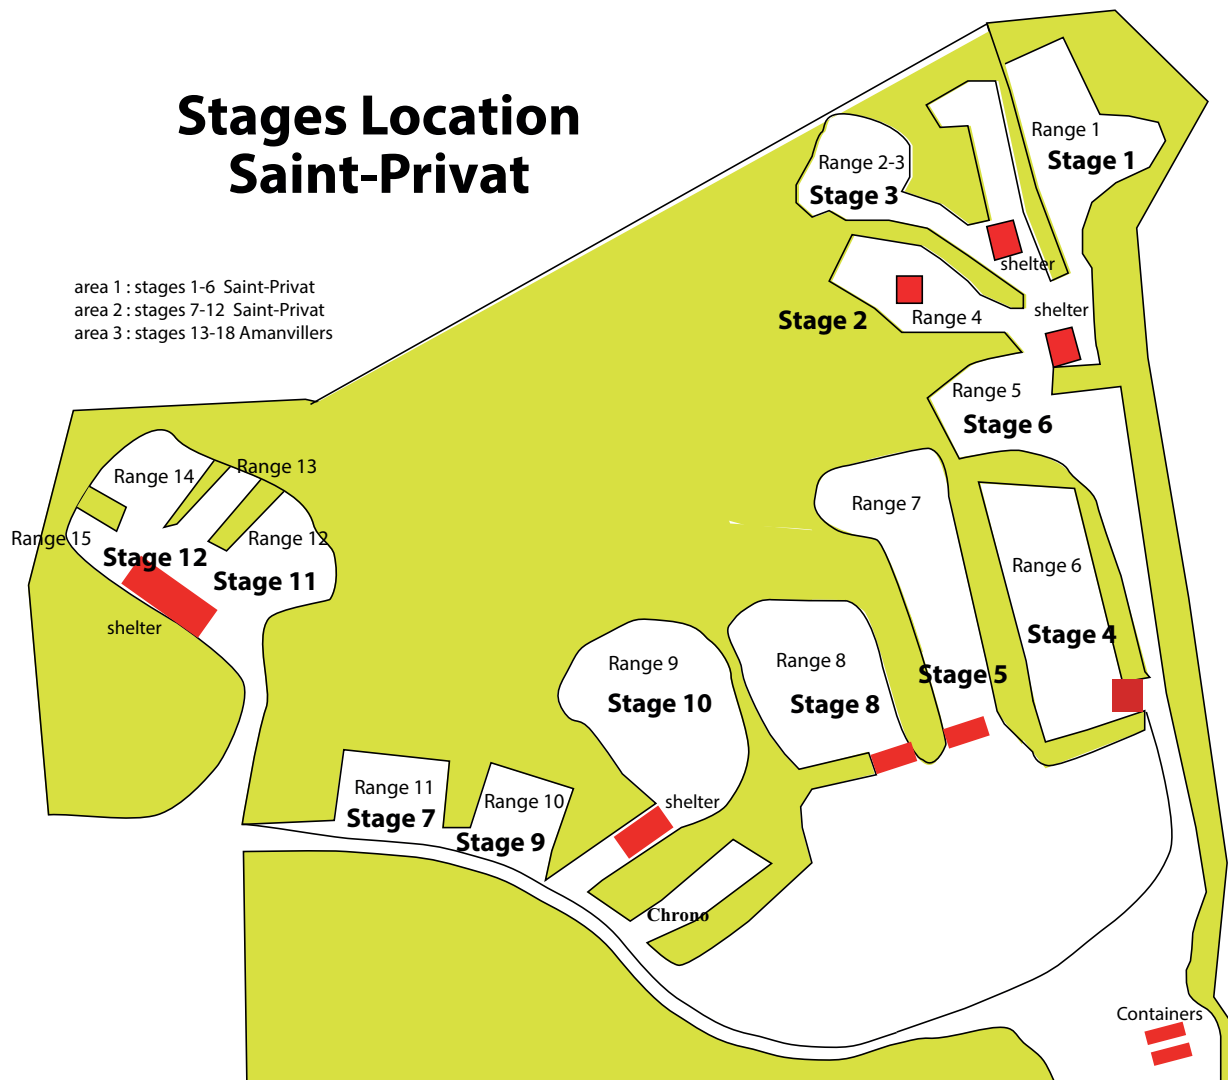 Stages Location
Saint-Privat
area 1 : stages 1-6 Saint-Privat
area 2 : stages 7-12 Saint-Privat
area 3 : stages 13-18 Amanvillers
Range 1
Stage 1
Range 2-3
Stage 3
shelter
Range 4
Stage 2
shelter
Range 5
Stage 6
Range 14
Range 13
Range 15
Range 12
Stage 12
Stage 11
shelter
Range 7
Range 6
Stage 4
Stage 5
Range 9
Stage 10
Range 8
Stage 8
Range 11
Stage 7
Range 10
Stage 9
shelter
Chrono
Containers